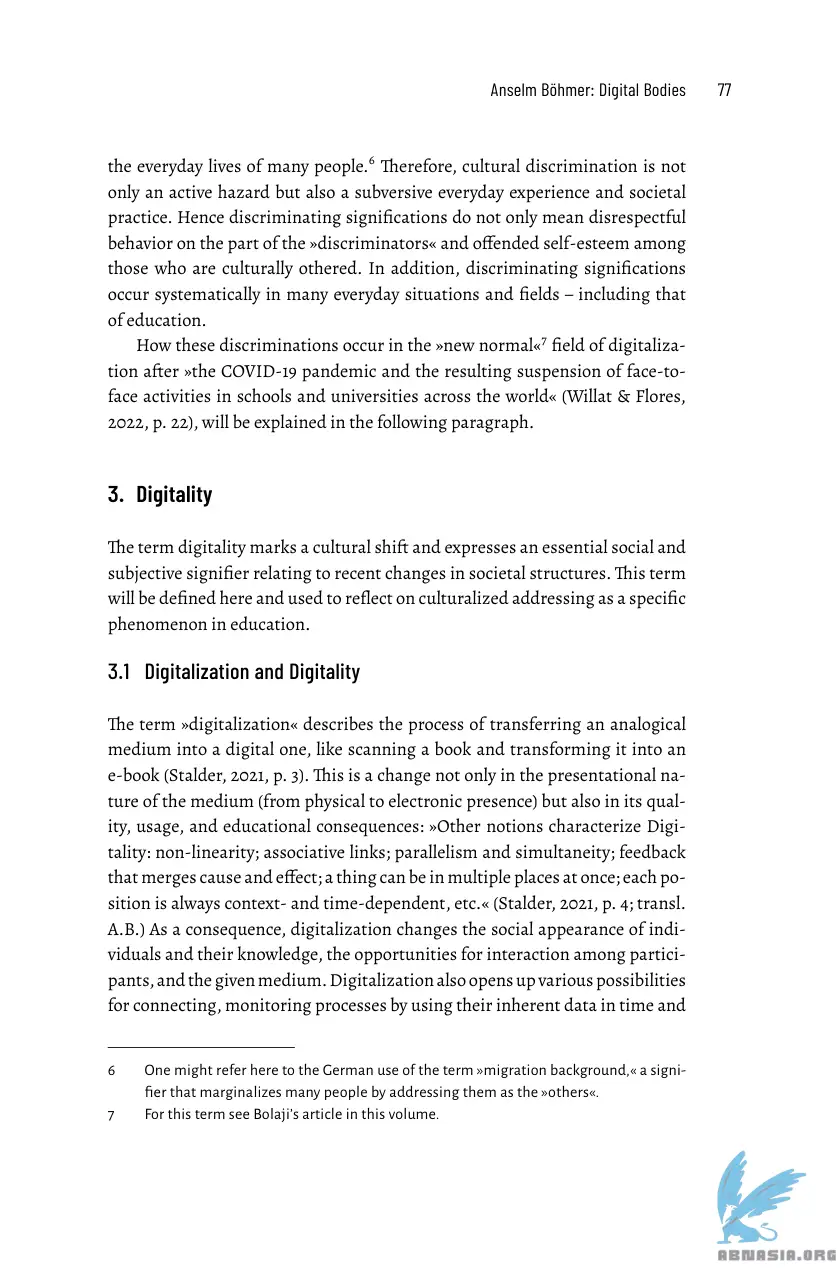 Anselm Böhmer: Digital Bodies 77
the everyday lives of many people.6 Therefore, cultural discrimination is not
only an active hazard but also a subversive everyday experience and societal
practice. Hence discriminating significations do not only mean disrespectful
behavior on the part of the »discriminators« and offended self-esteem among
those who are culturally othered. In addition, discriminating significations
occur systematically in many everyday situations and fields – including that
of education.
How these discriminations occur in the »new normal«7 field of digitaliza-
tion after »the COVID-19 pandemic and the resulting suspension of face-to-
face activities in schools and universities across the world« (Willat & Flores,
2022, p. 22), will be explained in the following paragraph.
3. Digitality
The term digitality marks a cultural shift and expresses an essential social and
subjective signifier relating to recent changes in societal structures. This term
will be defined here and used to reflect on culturalized addressing as a specific
phenomenon in education.
3.1 Digitalization and Digitality
The term »digitalization« describes the process of transferring an analogical
medium into a digital one, like scanning a book and transforming it into an
e-book (Stalder, 2021, p. 3). This is a change not only in the presentational na-
ture of the medium (from physical to electronic presence) but also in its qual-
ity, usage, and educational consequences: »Other notions characterize Digi-
tality: non-linearity; associative links; parallelism and simultaneity; feedback
that merges cause and effect; a thing can be in multiple places at once; each po-
sition is always context- and time-dependent, etc.« (Stalder, 2021, p. 4; transl.
A.B.) As a consequence, digitalization changes the social appearance of indi-
viduals and their knowledge, the opportunities for interaction among partici-
pants, and the given medium. Digitalization also opens up various possibilities
for connecting, monitoring processes by using their inherent data in time and
6 One might refer here to the German use of the term »migration background,« a signi-
fier that marginalizes many people by addressing them as the »others«.
7 For this term see Bolaji's article in this volume.
ABNASIA.ORG